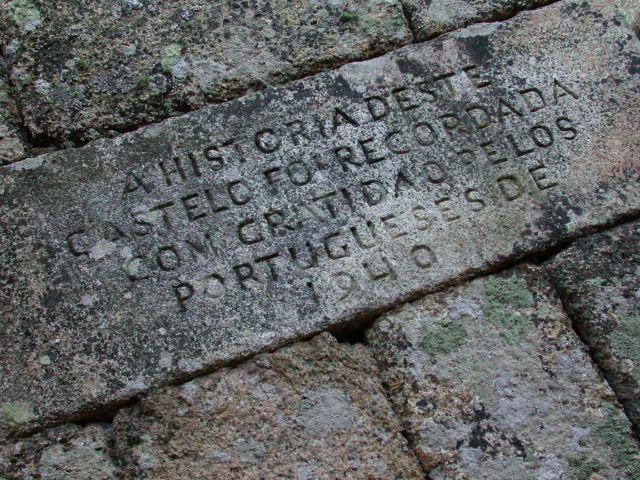 A HISTORIA DESTE
CASTELO FOI RECORDADA
COM GRATIDAO PELOS
PORTUGUESES DE
1940